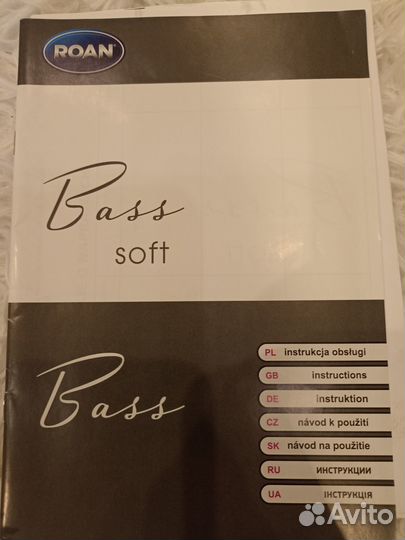 ROAN
Bass
soft
Bass
PL instrukcja obsługi
GB instructions
DE instruktion
CZ návod k použití
SK návod na použitie
RU ИНСТРУКЦИИ
UA ІНСТРУКЦІЯ
Avito